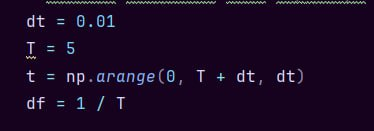 dt = 0.01
T = 5
t = np.arange(0, T + dt, dt)
df = 1 / T